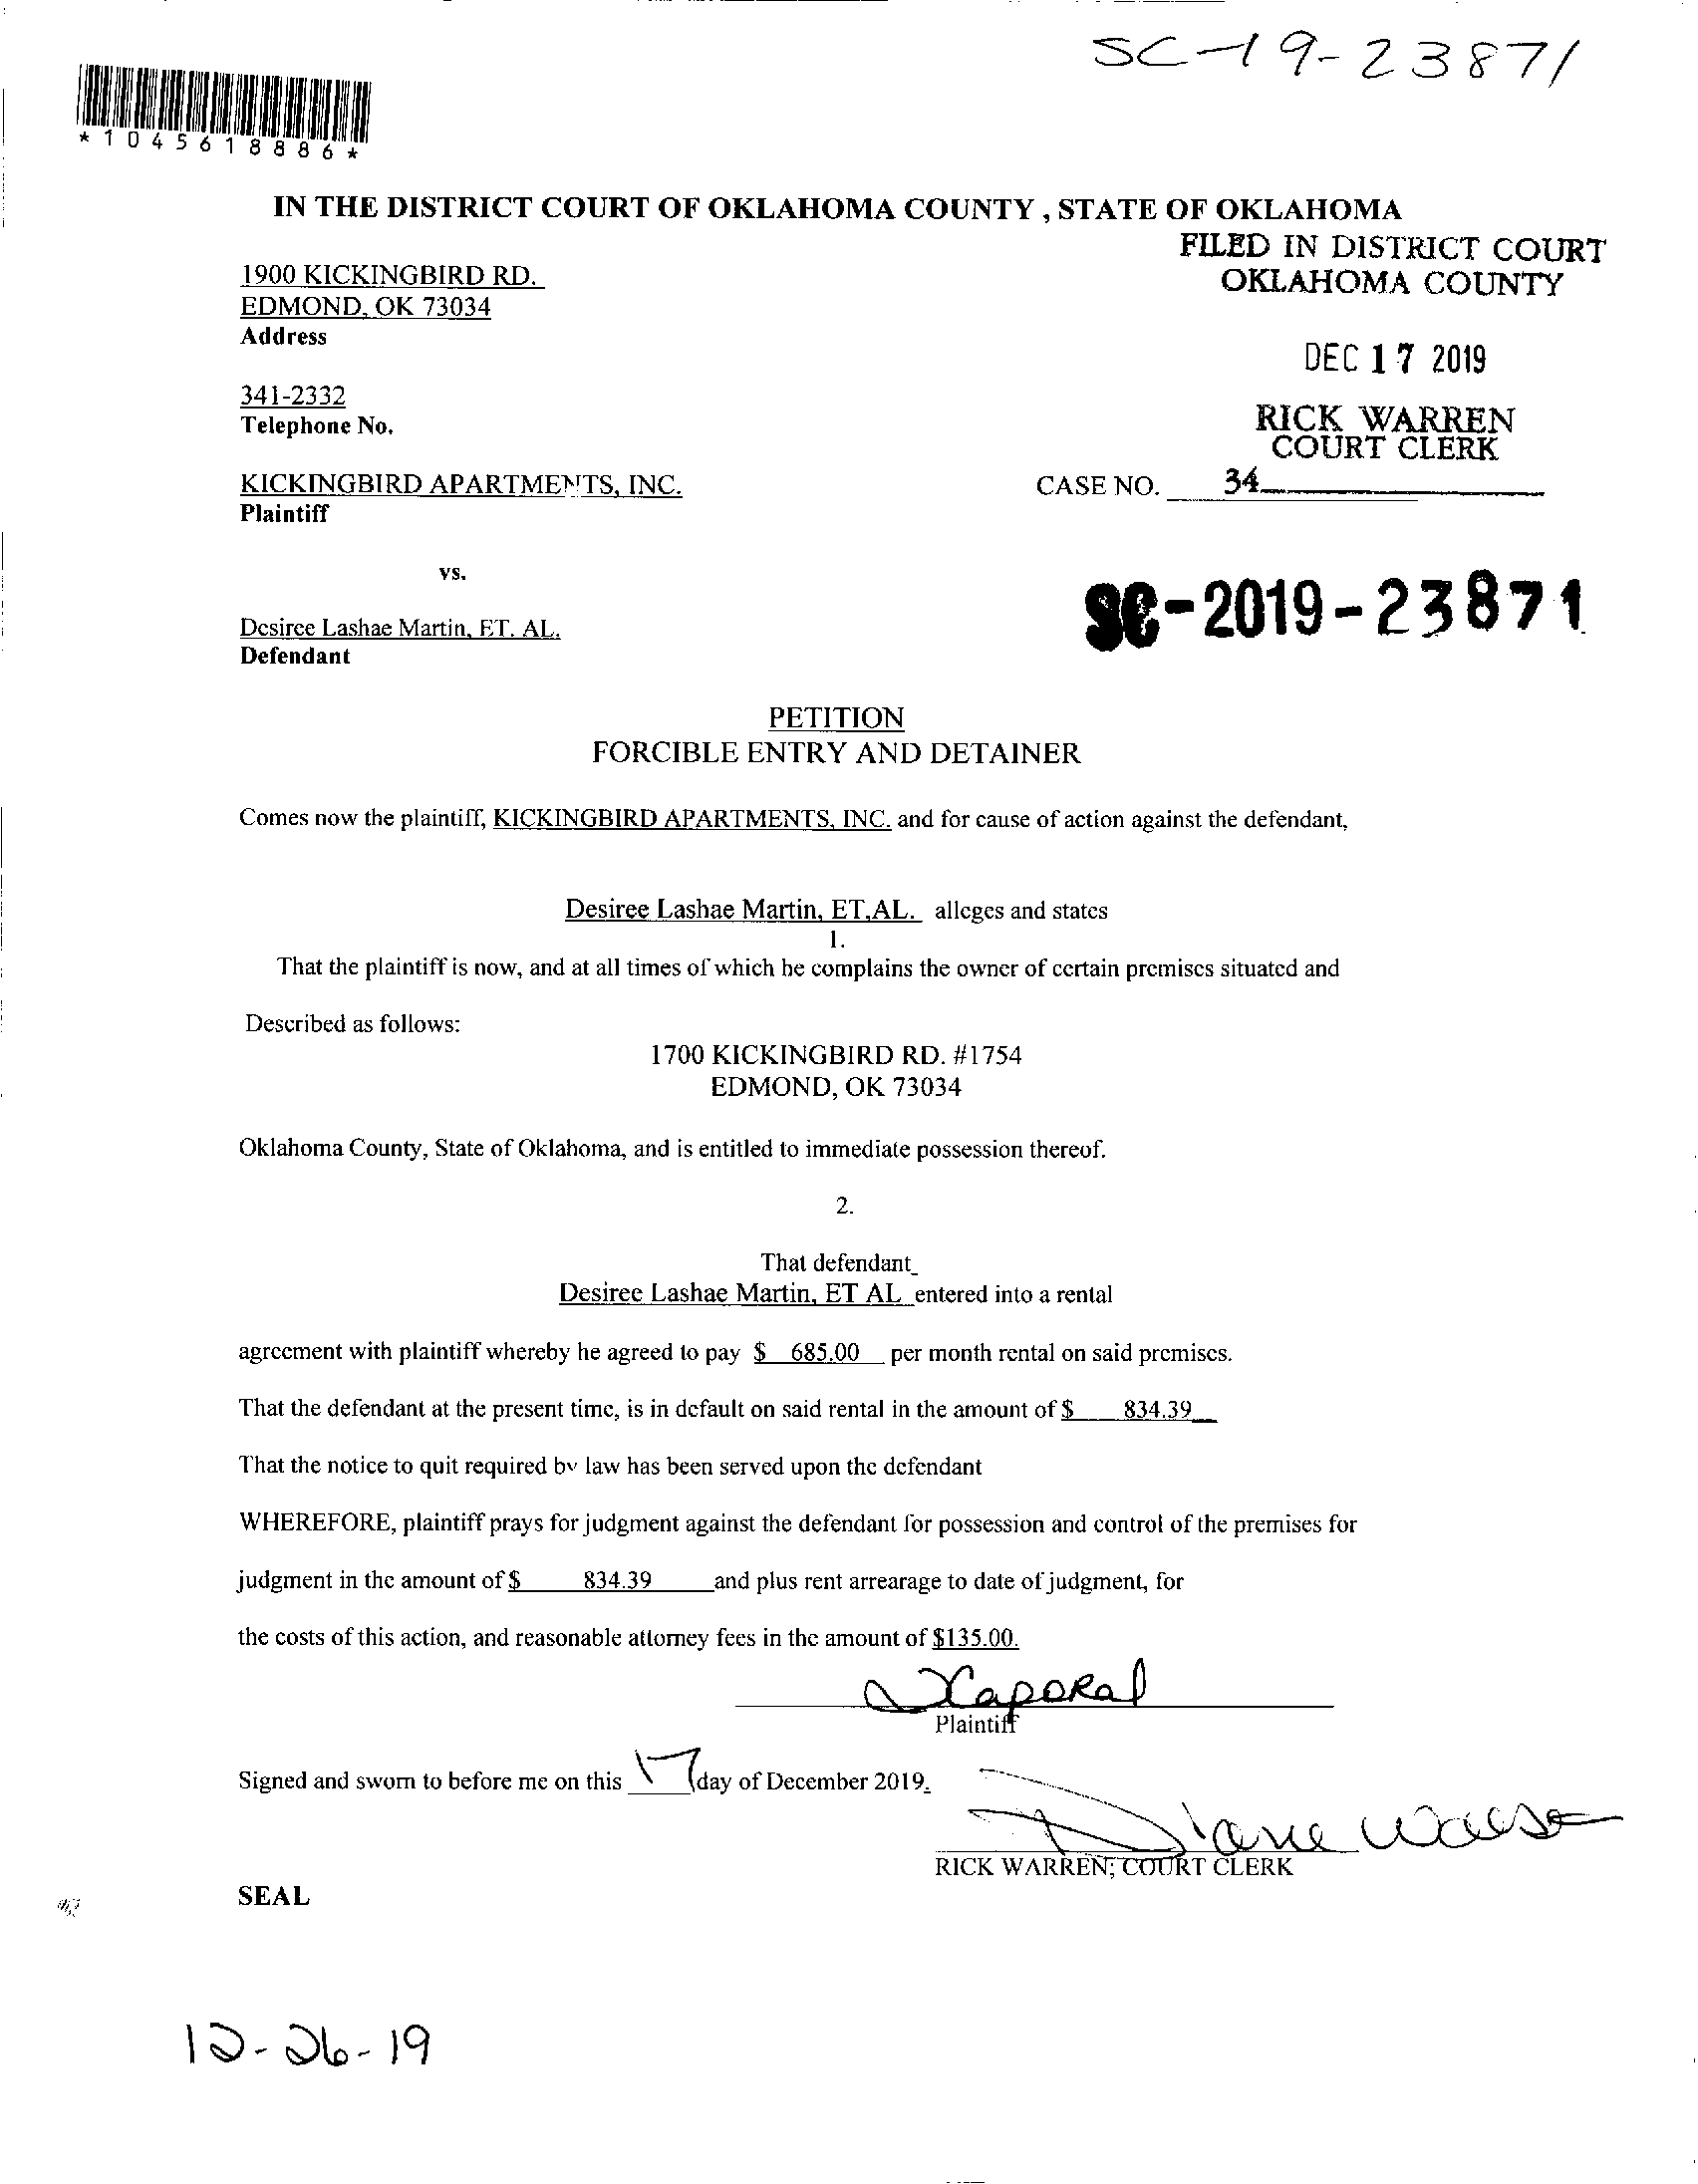 SC-19-23871
*1045618886*
IN THE DISTRICT COURT OF OKLAHOMA COUNTY , STATE OF OKLAHOMA
FILED IN DISTRICT COURT
OKLAHOMA COUNTY
1900 KICKINGBIRD RD.
EDMOND, OK 73034
Address
DEC 17 2019
341-2332
Telephone No.
RICK WARREN
COURT CLERK
KICKINGBIRD APARTMENTS, INC.
CASE NO. 34
Plaintiff
vs.
SC-2019-23871
Desiree Lashae Martin, ET. AL.
Defendant
PETITION
FORCIBLE ENTRY AND DETAINER
Comes now the plaintiff, KICKINGBIRD APARTMENTS, INC. and for cause of action against the defendant,
Desiree Lashae Martin, ET,AL. alleges and states
1.
That the plaintiff is now, and at all times of which he complains the owner of certain premises situated and
Described as follows:
1700 KICKINGBIRD RD. #1754
EDMOND, OK 73034
Oklahoma County, State of Oklahoma, and is entitled to immediate possession thereof.
2.
That defendant
Desiree Lashae Martin, ET AL entered into a rental
agreement with plaintiff whereby he agreed to pay $ 685.00 per month rental on said premises.
That the defendant at the present time, is in default on said rental in the amount of $ 834.39
That the notice to quit required by law has been served upon the defendant
WHEREFORE, plaintiff prays for judgment against the defendant for possession and control of the premises for
judgment in the amount of $ 834.39 and plus rent arrearage to date of judgment, for
the costs of this action, and reasonable attorney fees in the amount of $135.00.
Plaintiff
Signed and sworn to before me on this 17 day of December 2019.
Diane
RICK WARREN, COURT CLERK
SEAL
12-26-19